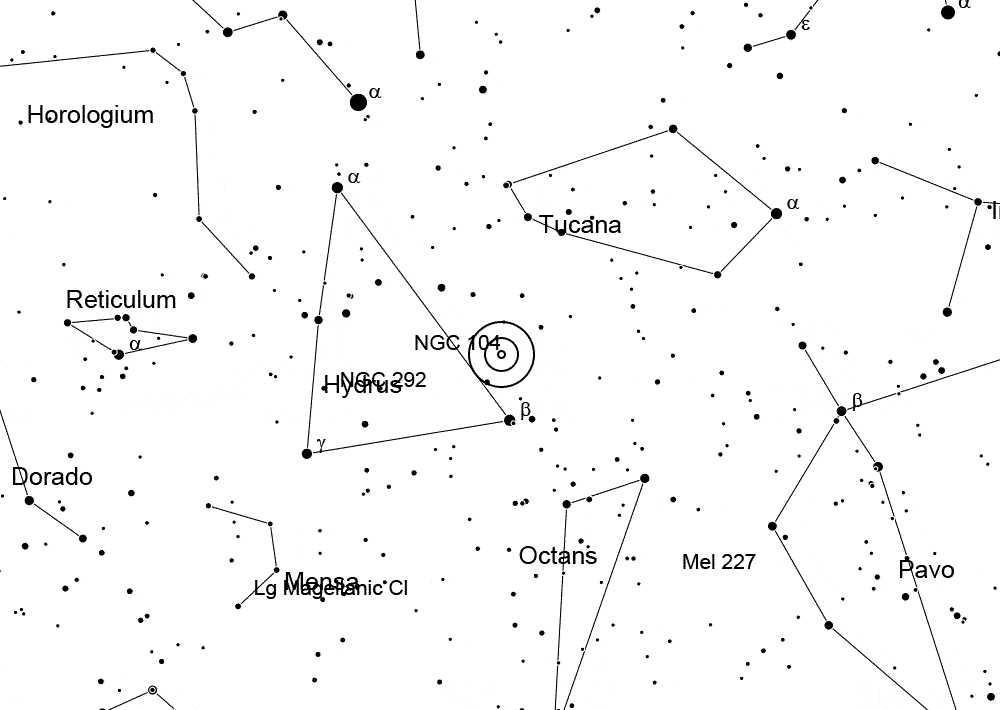 α
ε
α
Horologium
α
α
Tucana
Reticulum
α
NGC 104
NGC 292
Hydrus
β
β
γ
Dorado
Octans
Mel 227
Pavo
Mensa
Lg Magellanic Cl